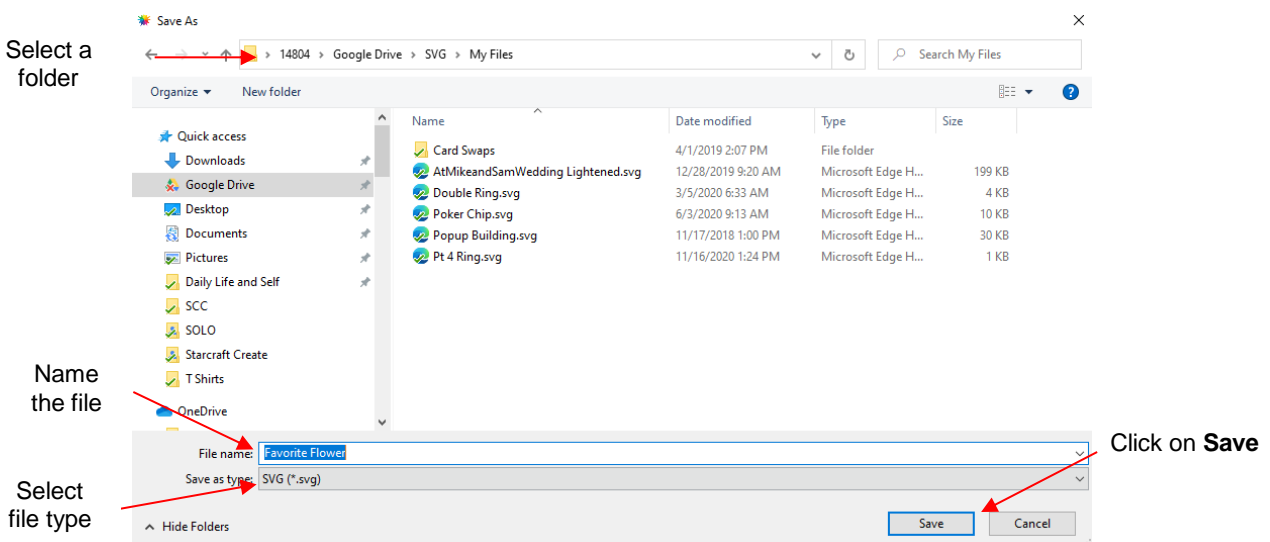 Save As
Select a
folder
14804 > Google Drive > SVG > My Files
Search My Files
Organize
New folder
Name Date modified Type Size
Quick access
Downloads
Google Drive
Desktop
Documents
Pictures
Daily Life and Self
SCC
SOLO
Starcraft Create
T Shirts
OneDrive
Card Swaps 4/1/2019 2:07 PM File folder
AtMikeandSamWedding Lightened.svg 12/28/2019 9:20 AM Microsoft Edge H... 199 KB
Double Ring.svg 3/5/2020 6:33 AM Microsoft Edge H... 4 KB
Poker Chip.svg 6/3/2020 9:13 AM Microsoft Edge H... 10 KB
Popup Building.svg 11/17/2018 1:00 PM Microsoft Edge H... 30 KB
Pt 4 Ring.svg 11/16/2020 1:24 PM Microsoft Edge H... 1 KB
Name
the file
File name: Favorite Flower
Click on Save
Save as type: SVG (*.svg)
Select
file type
Hide Folders
Save
Cancel